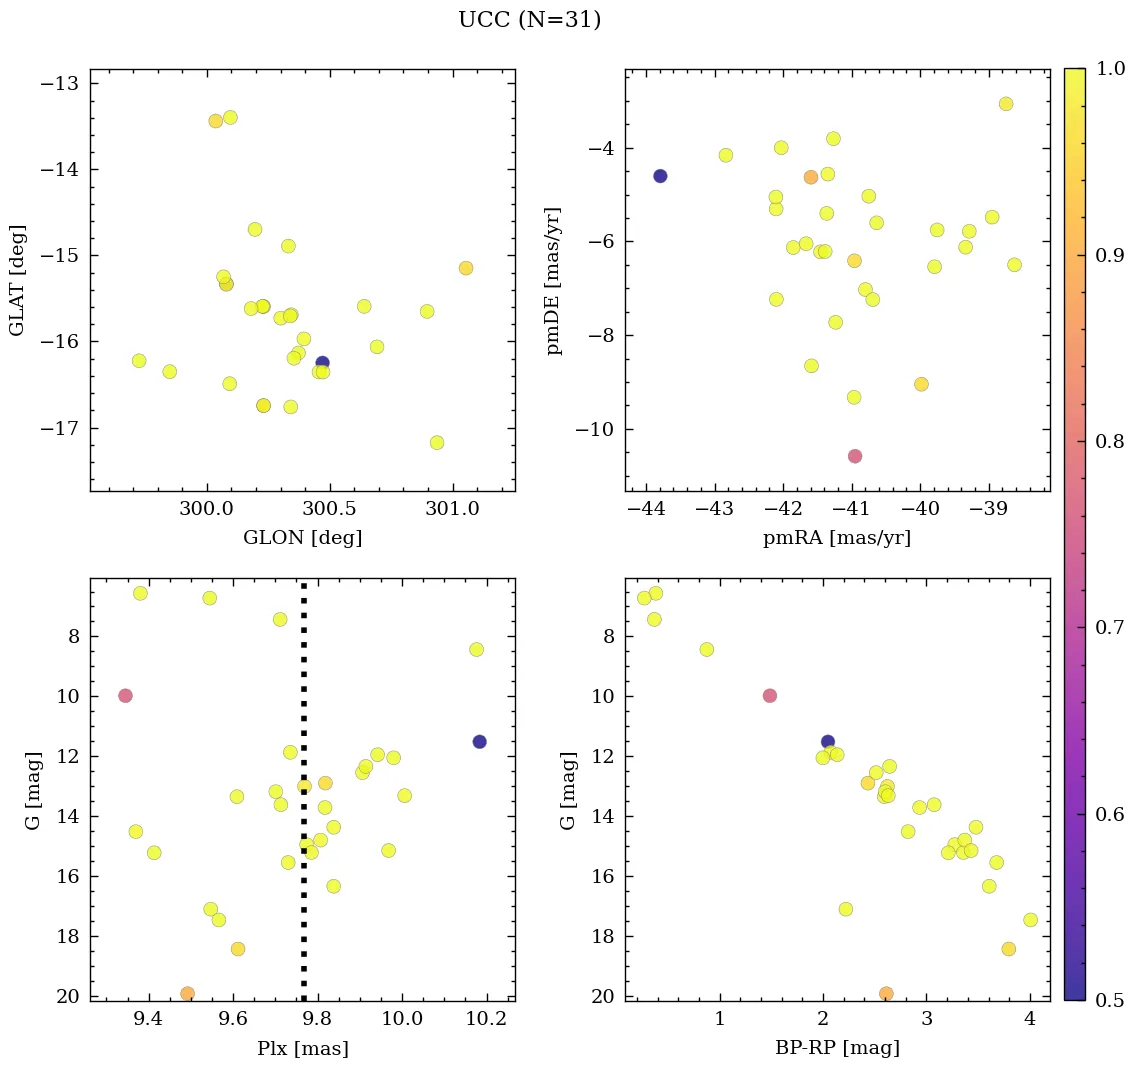 UCC (N=31)
−13
−14
−15
−16
−17
GLAT [deg]
300.0 300.5 301.0
GLON [deg]
−4
−6
−8
−10
pmDE [mas/yr]
−44 −43 −42 −41 −40 −39
pmRA [mas/yr]
1.0
0.9
0.8
0.7
0.6
0.5
8
10
12
14
16
18
20
G [mag]
9.4 9.6 9.8 10.0 10.2
Plx [mas]
8
10
12
14
16
18
20
G [mag]
1 2 3 4
BP-RP [mag]